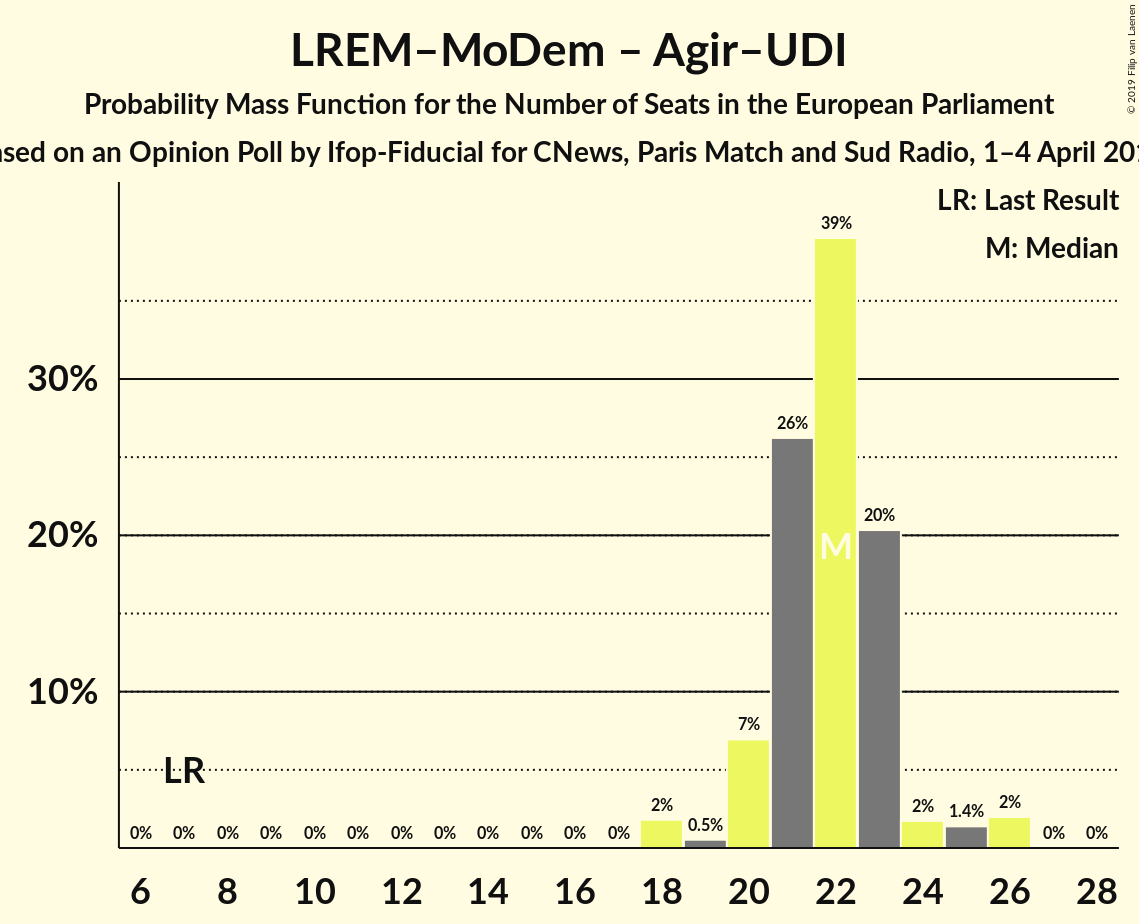 LREM–MoDem – Agir–UDI
Probability Mass Function for the Number of Seats in the European Parliament
on an Opinion Poll by Ifop-Fiducial for CNews, Paris Match and Sud Radio, 1–4 April
© 2019 Filip van Laenen
LR: Last Result
M: Median
39%
30%
26%
20%
20%
M
10%
7%
LR
0% 0% 0% 0% 0% 0% 0% 0% 0% 0% 0% 0% 2% 0.5% 2% 1.4% 2% 0% 0%
6 8 10 12 14 16 18 20 22 24 26 28